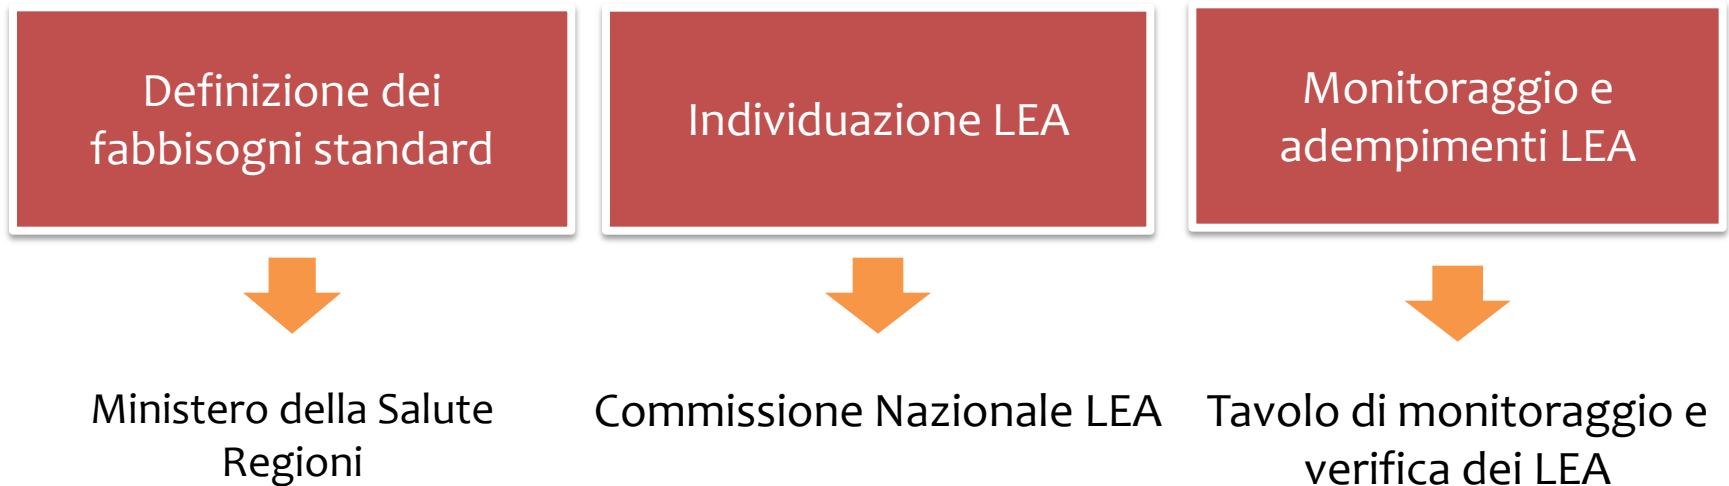 Definizione dei
fabbisogni standard
Individuazione LEA
Monitoraggio e
adempimenti LEA
Ministero della Salute
Regioni
Commissione Nazionale LEA
Tavolo di monitoraggio e
verifica dei LEA